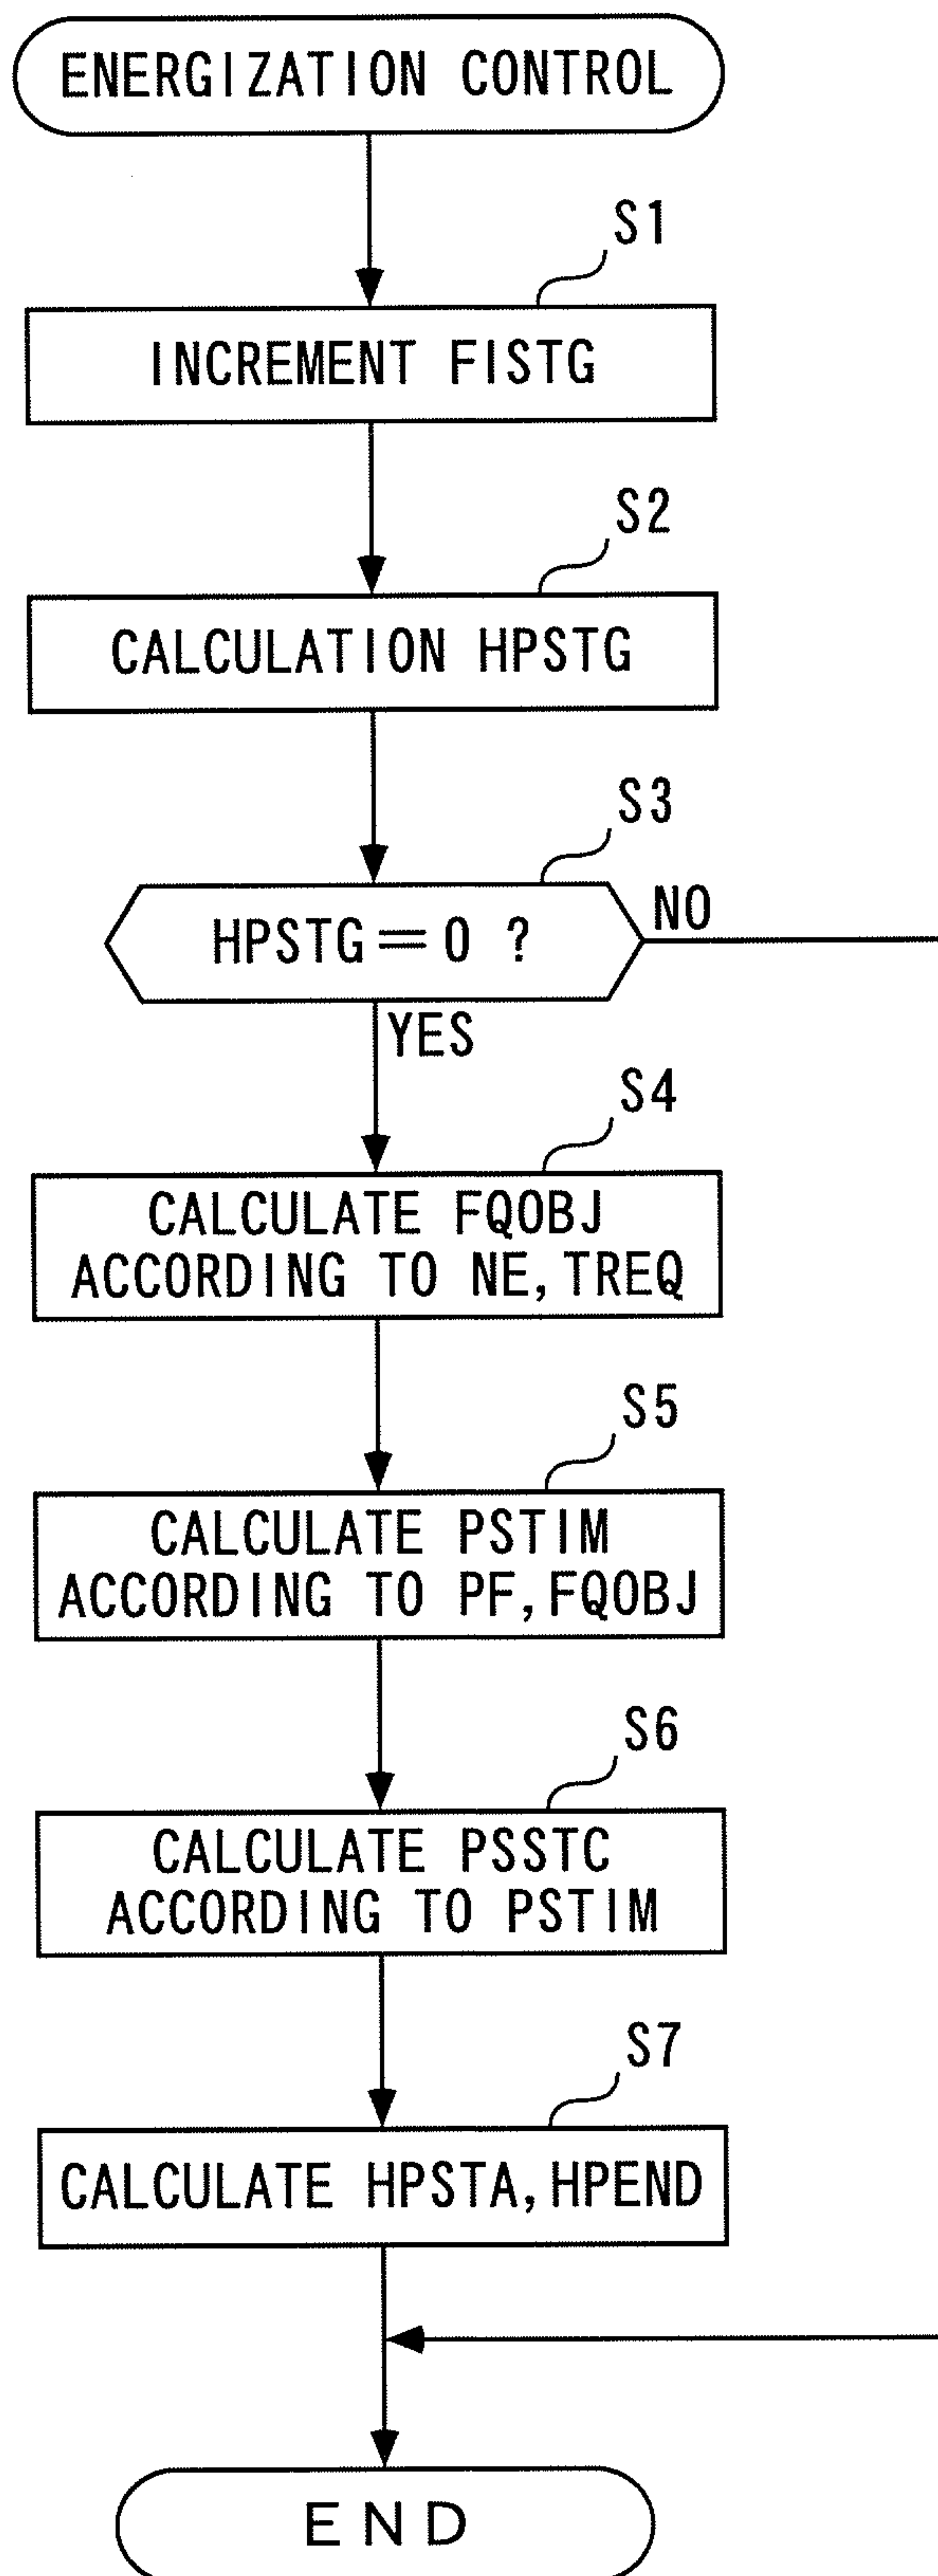 ENERGIZATION CONTROL
S1
INCREMENT FISTG
S2
CALCULATION HPSTG
S3
HPSTG=0 ?
NO
YES
S4
CALCULATE FQOBJ
ACCORDING TO NE,TREQ
S5
CALCULATE PSTIM
ACCORDING TO PF,FQOBJ
S6
CALCULATE PSSTC
ACCORDING TO PSTIM
S7
CALCULATE HPSTA,HPEND
END